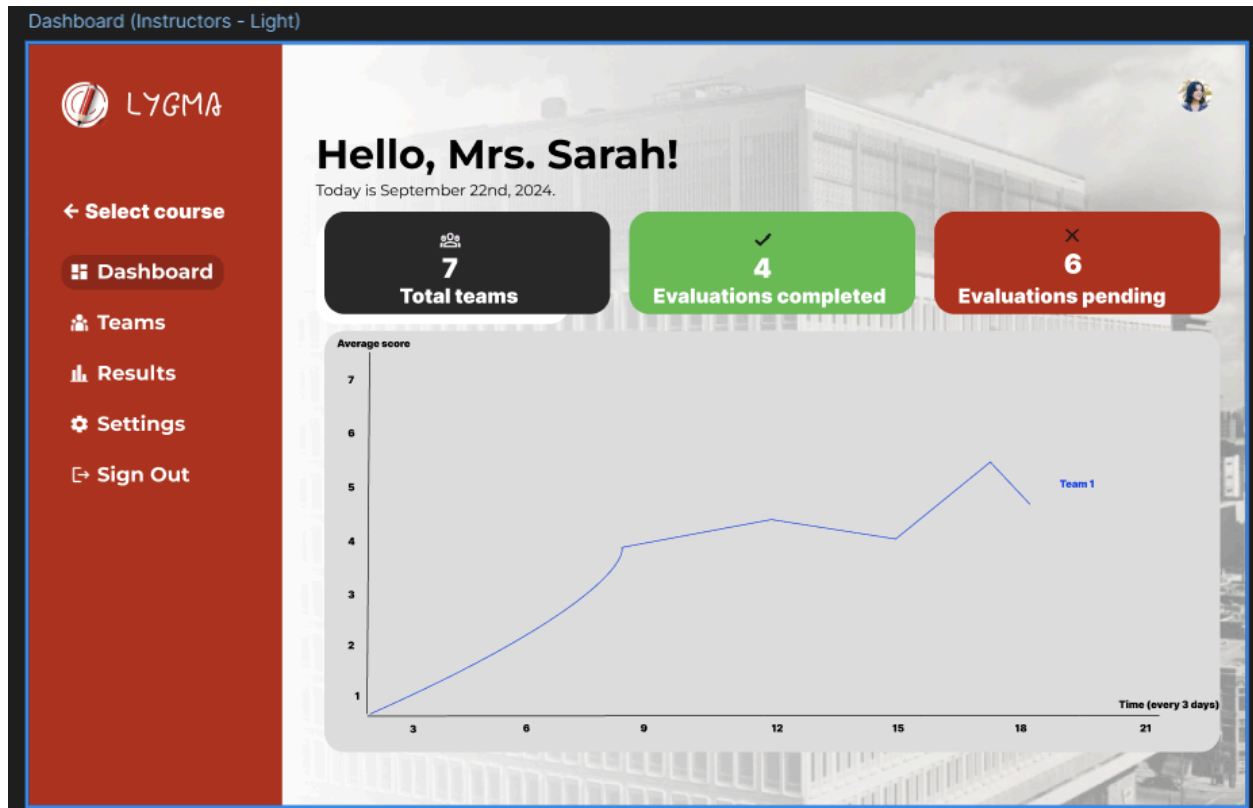 Dashboard (Instructors - Light)
LYGMA
Hello, Mrs. Sarah!
Today is September 22nd, 2024.
← Select course
Dashboard
Teams
Results
Settings
Sign Out
7
Total teams
4
Evaluations completed
6
Evaluations pending
Average score
7
6
5
4
3
2
1
Team 1
Time (every 3 days)
3 6 9 12 15 18 21